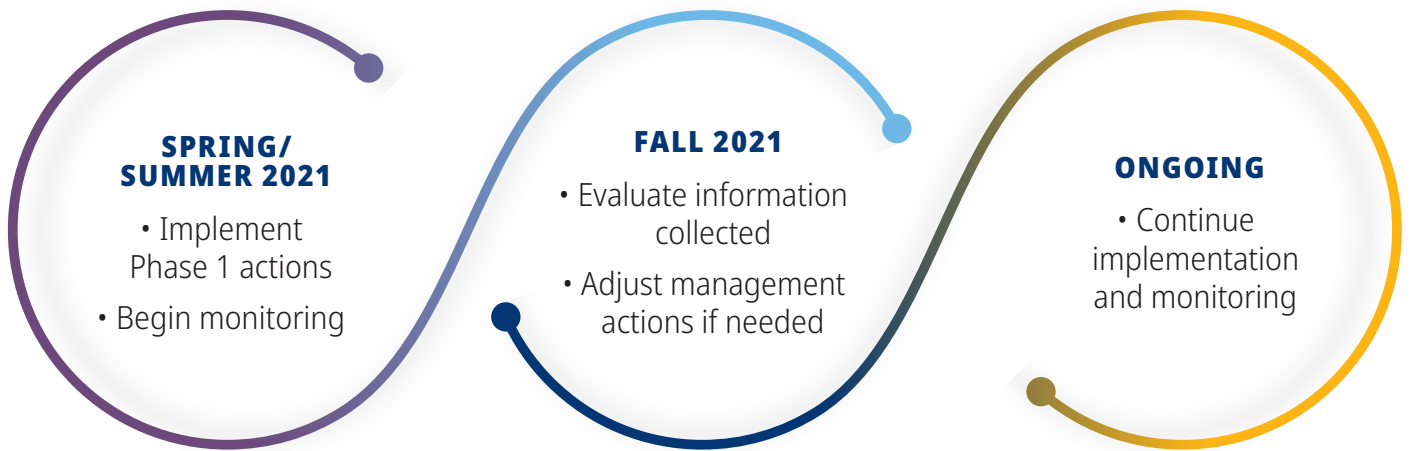 SPRING/
SUMMER 2021
• Implement
Phase 1 actions
• Begin monitoring
FALL 2021
• Evaluate information
collected
• Adjust management
actions if needed
ONGOING
• Continue
implementation
and monitoring